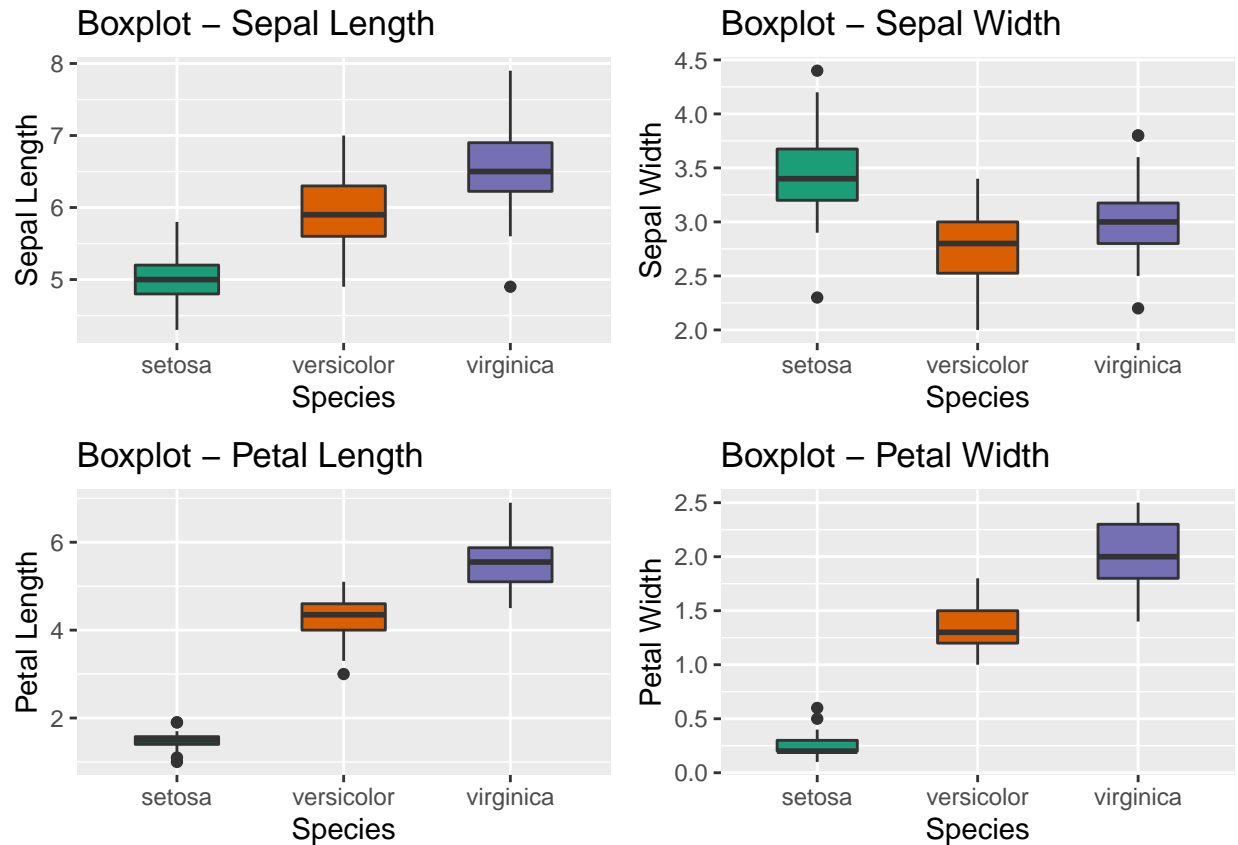 Boxplot – Sepal Length
Sepal Length
8
7
6
5
setosa
versicolor
virginica
Species
Boxplot – Sepal Width
Sepal Width
4.5
4.0
3.5
3.0
2.5
2.0
setosa
versicolor
virginica
Species
Boxplot – Petal Length
Petal Length
6
4
2
setosa
versicolor
virginica
Species
Boxplot – Petal Width
Petal Width
2.5
2.0
1.5
1.0
0.5
0.0
setosa
versicolor
virginica
Species